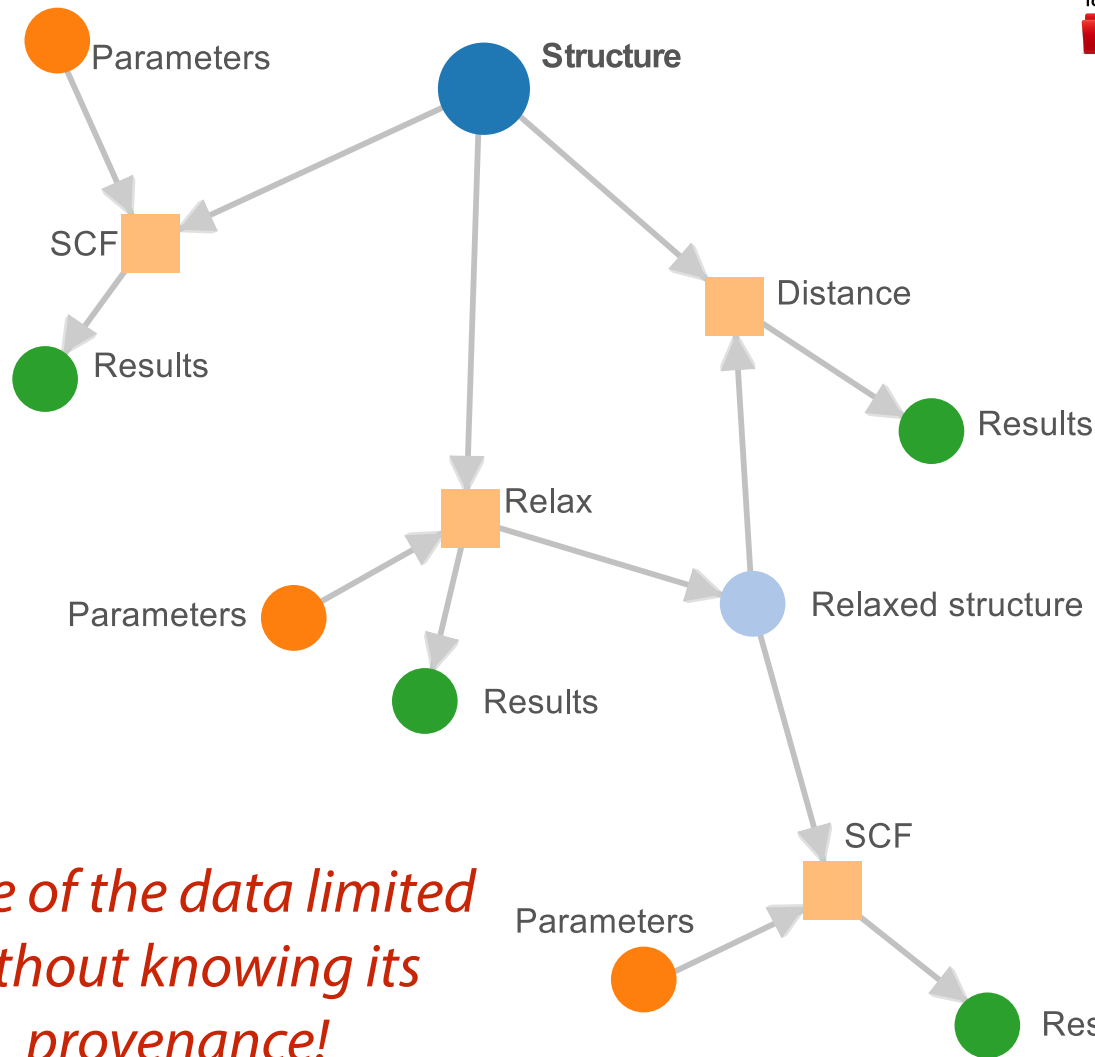 Parameters
Structure
SCF
Distance
Results
Results
Relax
Relaxed structure
Parameters
Results
SCF
of the data limited
knowing its
provenance!
Parameters